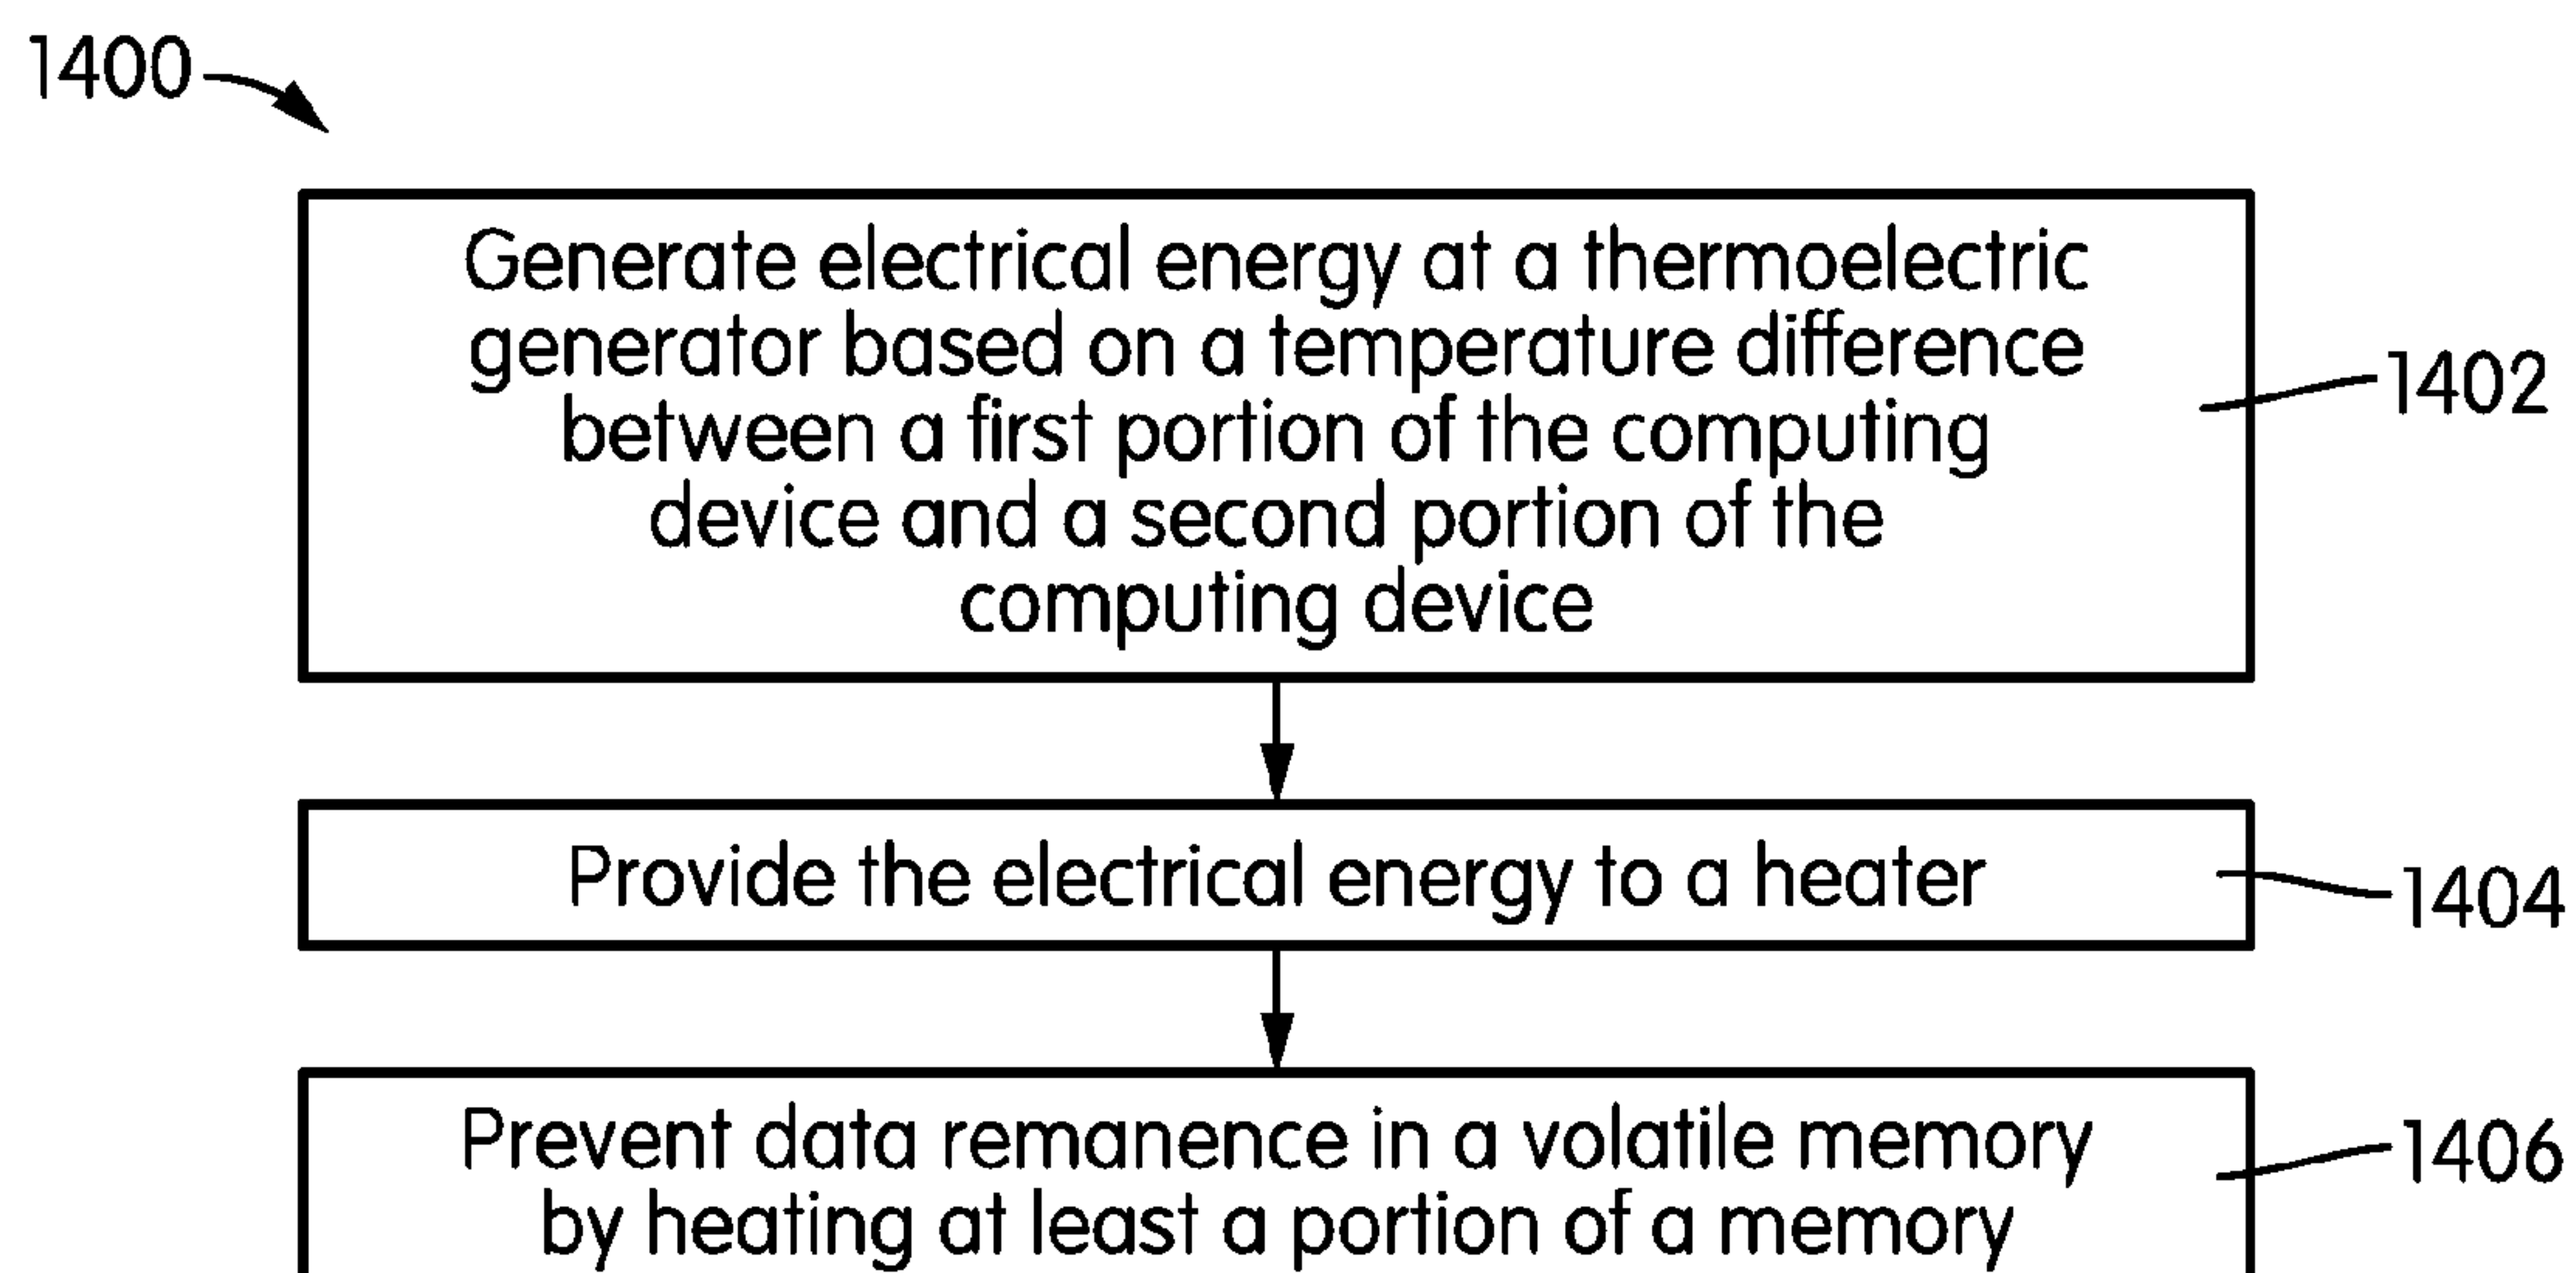 1400
Generate electrical energy at a thermoelectric
generator based on a temperature difference
between a first portion of the computing
device and a second portion of the
computing device
1402
Provide the electrical energy to a heater
1404
Prevent data remanence in a volatile memory
by heating at least a portion of a memory
1406